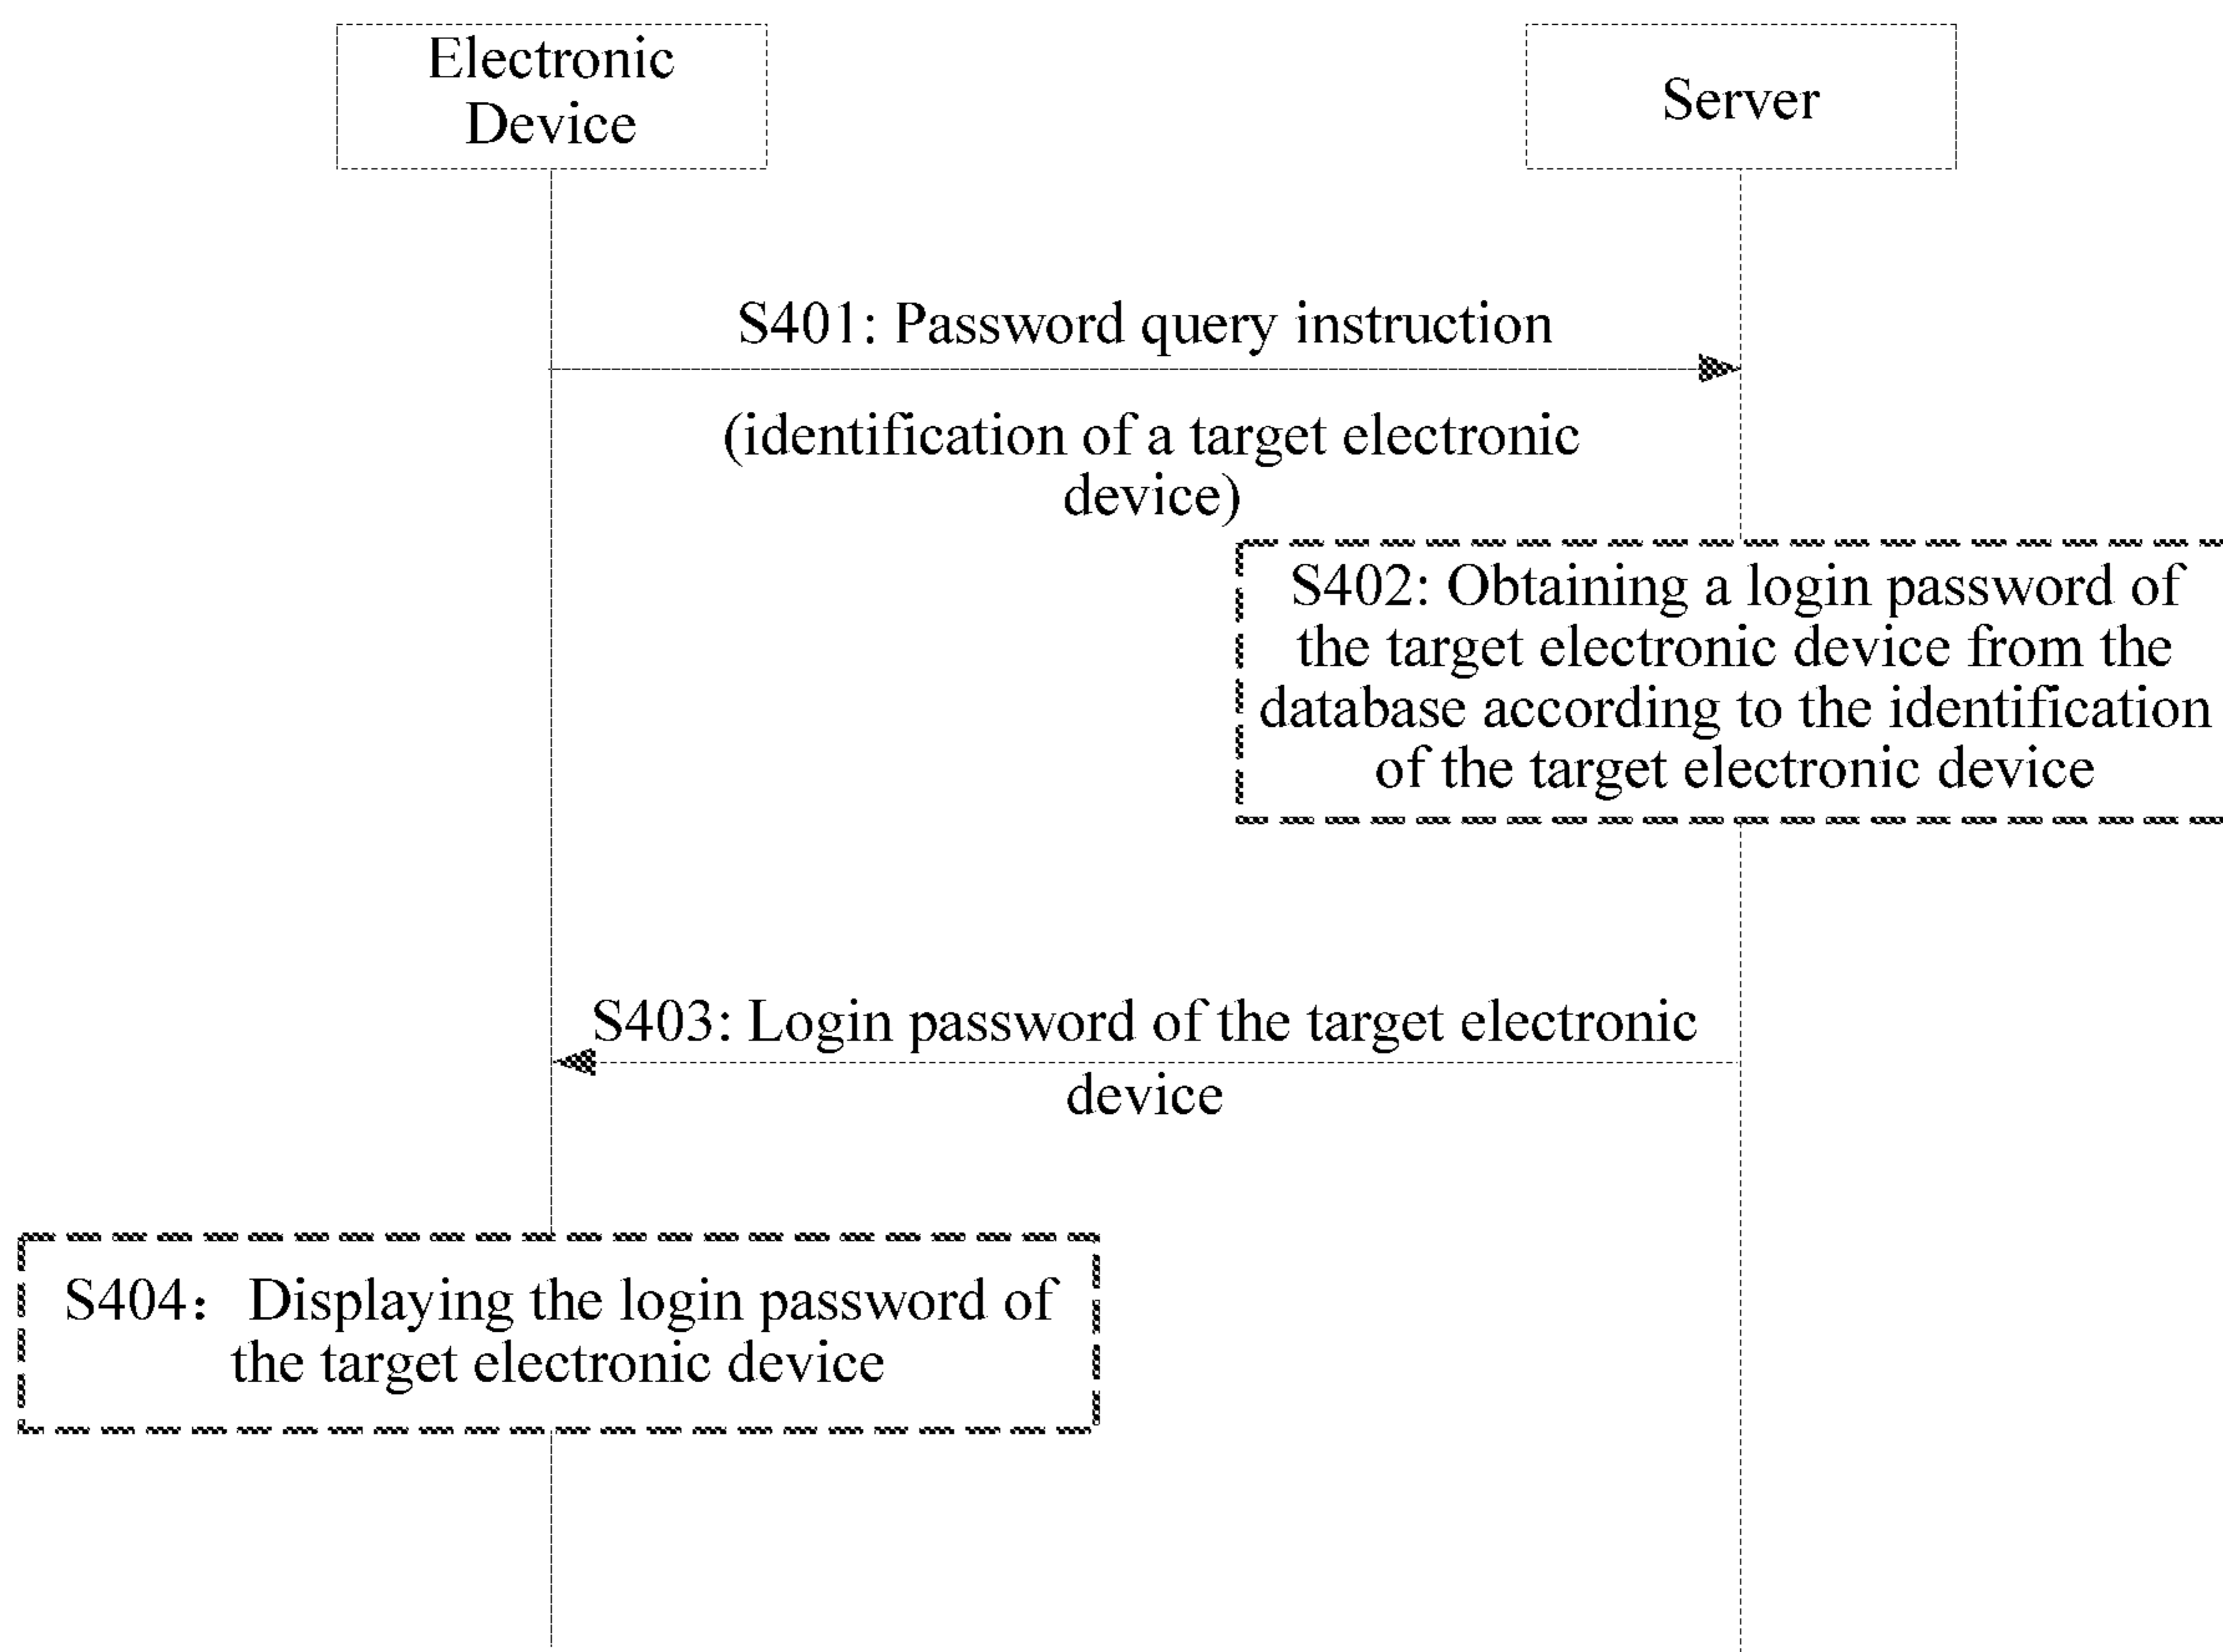 Electronic
Device
Server
S401: Password query instruction
(identification of a target electronic
device)
S402: Obtaining a login password of
the target electronic device from the
database according to the identification
of the target electronic device
S403: Login password of the target electronic
device
S404： Displaying the login password of
the target electronic device